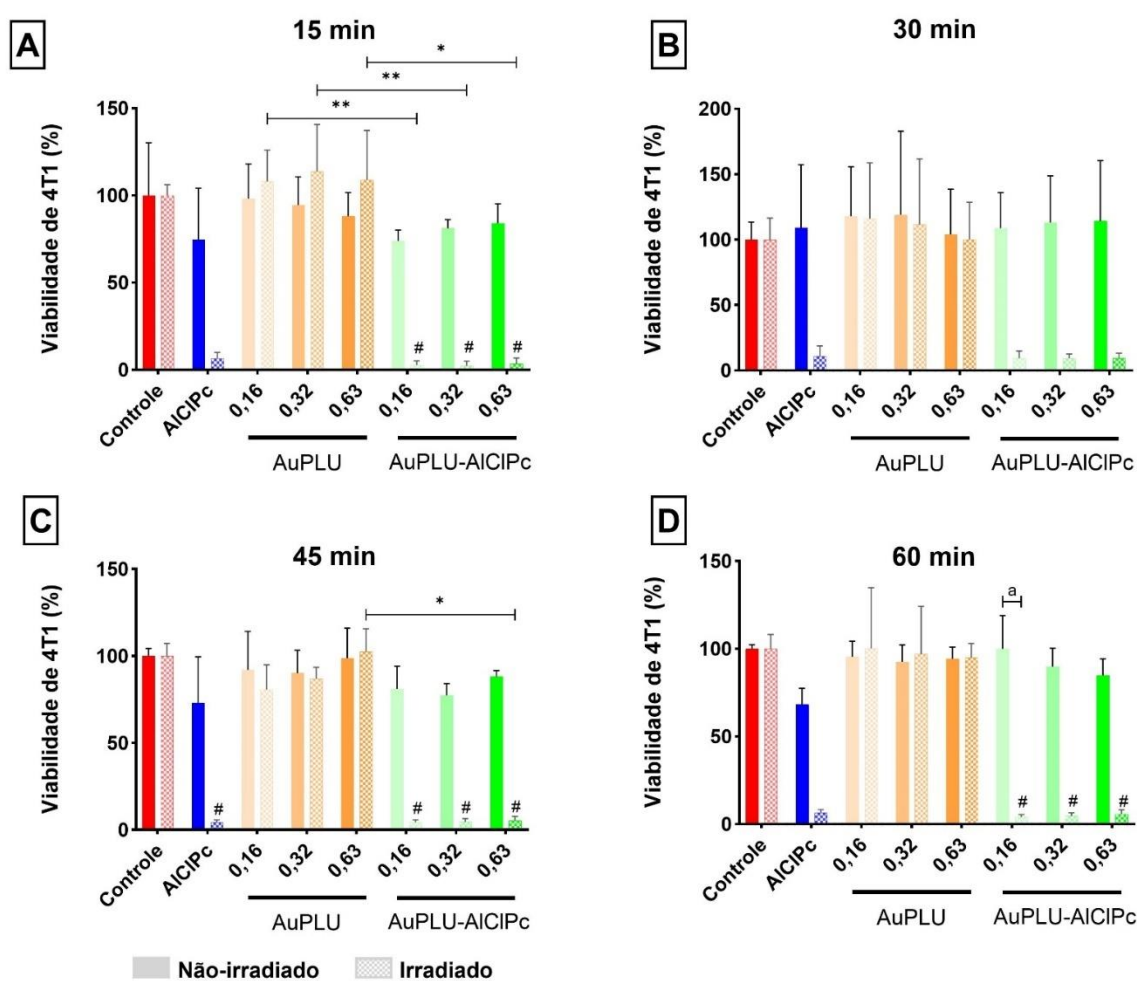 A
15 min
*
**
**
Viabilidade de 4T1 (%)
150
100
50
0
# # #
Controle AlClPc 0,16 0,32 0,63 0,16 0,32 0,63
AuPLU AuPLU-AlClPc
B
30 min
Viabilidade de 4T1 (%)
200
150
100
50
0
Controle AlClPc 0,16 0,32 0,63 0,16 0,32 0,63
AuPLU AuPLU-AlClPc
C
45 min
*
Viabilidade de 4T1 (%)
150
100
50
0
# # # #
Controle AlClPc 0,16 0,32 0,63 0,16 0,32 0,63
AuPLU AuPLU-AlClPc
D
60 min
a
Viabilidade de 4T1 (%)
150
100
50
0
# # #
Controle AlClPc 0,16 0,32 0,63 0,16 0,32 0,63
AuPLU AuPLU-AlClPc
Não-irradiado Irradiado